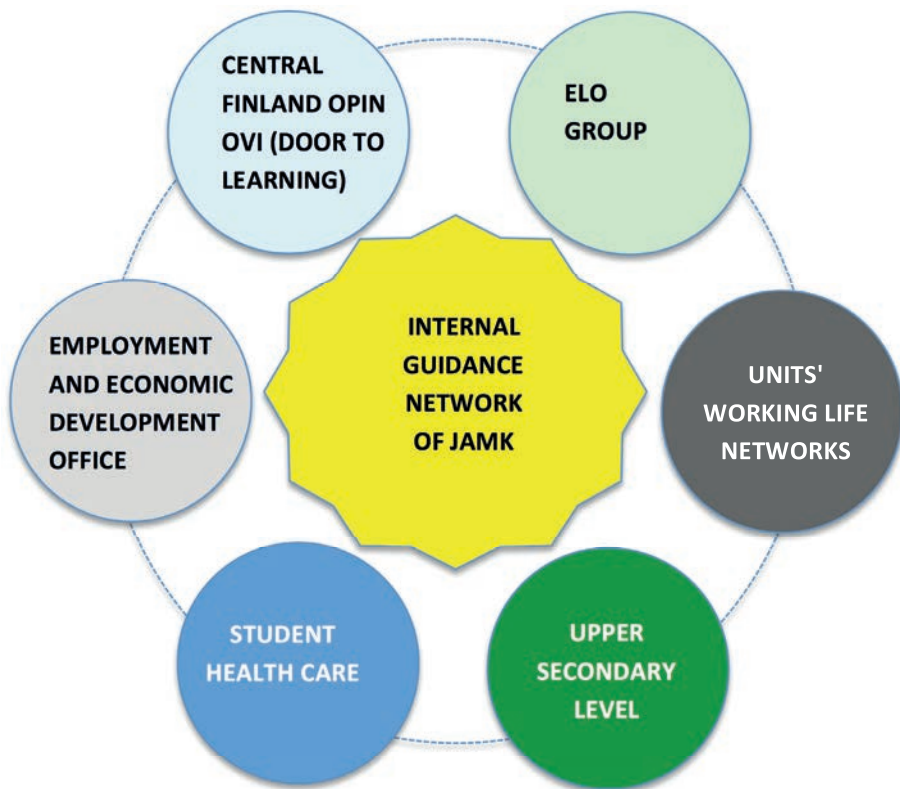 CENTRAL
FINLAND OPIN
OVI (DOOR TO
LEARNING)
ELO
GROUP
INTERNAL
GUIDANCE
NETWORK
OF JAMK
EMPLOYMENT
AND ECONOMIC
DEVELOPMENT
OFFICE
UNITS'
WORKING LIFE
NETWORKS
STUDENT
HEALTH CARE
UPPER
SECONDARY
LEVEL